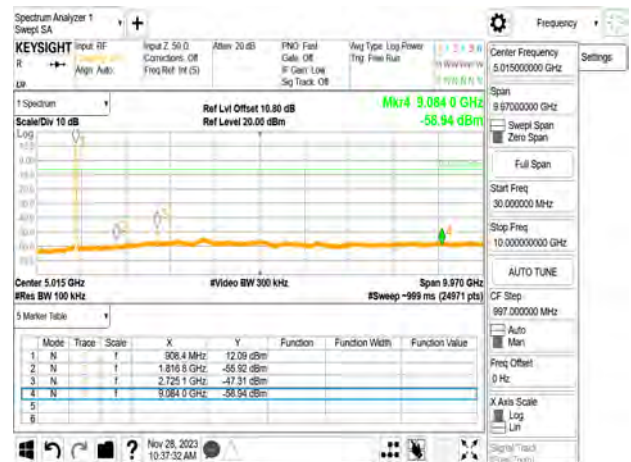 Spectrum Analyzer 1
Swept SA
Frequency
KEYSIGHT
Input: RF
Input Z: 50 Ω
Atten: 20 dB
PNO: Fast
Avg Type: Log-Power
R
Align: Auto
Corrections: Off
Gate: Off
Trig: Free Run
Freq Ref: Int (S)
IF Gain: Low
Sig Track: Off
Center Frequency
5.015000000 GHz
Settings
Span
9.97000000 GHz
Swept Span
Zero Span
Full Span
Start Freq
30.000000 MHz
Stop Freq
10.000000000 GHz
AUTO TUNE
CF Step
997.000000 MHz
Auto
Man
Freq Offset
0 Hz
X Axis Scale
Log
Lin
Signal Track
1 Spectrum
Ref Lvl Offset 10.80 dB
Mkr4 9.084 0 GHz
Scale/Div 10 dB
Ref Level 20.00 dBm
-58.94 dBm
Log
4
Center 5.015 GHz
#Video BW 300 kHz
Span 9.970 GHz
#Res BW 100 kHz
#Sweep ~999 ms (24971 pts)
5 Marker Table
Mode Trace Scale X Y Function Function Width Function Value
1 N f 908.4 MHz 12.09 dBm
2 N f 1.816 8 GHz -55.92 dBm
3 N f 2.725 1 GHz -47.31 dBm
4 N f 9.084 0 GHz -58.94 dBm
5
6
?
Nov 28, 2023
10:37:32 AM